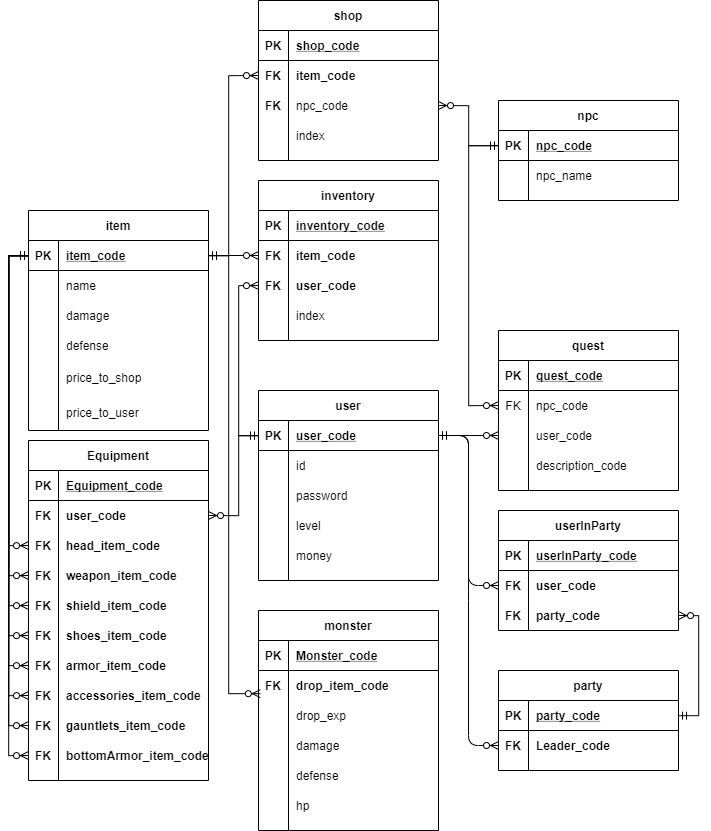 shop
PK shop_code
FK item_code
FK npc_code
index
npc
PK npc_code
npc_name
inventory
PK inventory_code
FK item_code
FK user_code
index
item
PK item_code
name
damage
defense
price_to_shop
price_to_user
quest
PK quest_code
FK npc_code
user_code
description_code
user
PK user_code
id
password
level
money
Equipment
PK Equipment_code
FK user_code
FK head_item_code
FK weapon_item_code
FK shield_item_code
FK shoes_item_code
FK armor_item_code
FK accessories_item_code
FK gauntlets_item_code
FK bottomArmor_item_code
userInParty
PK userInParty_code
FK user_code
FK party_code
monster
PK Monster_code
FK drop_item_code
drop_exp
damage
defense
hp
party
PK party_code
FK Leader_code